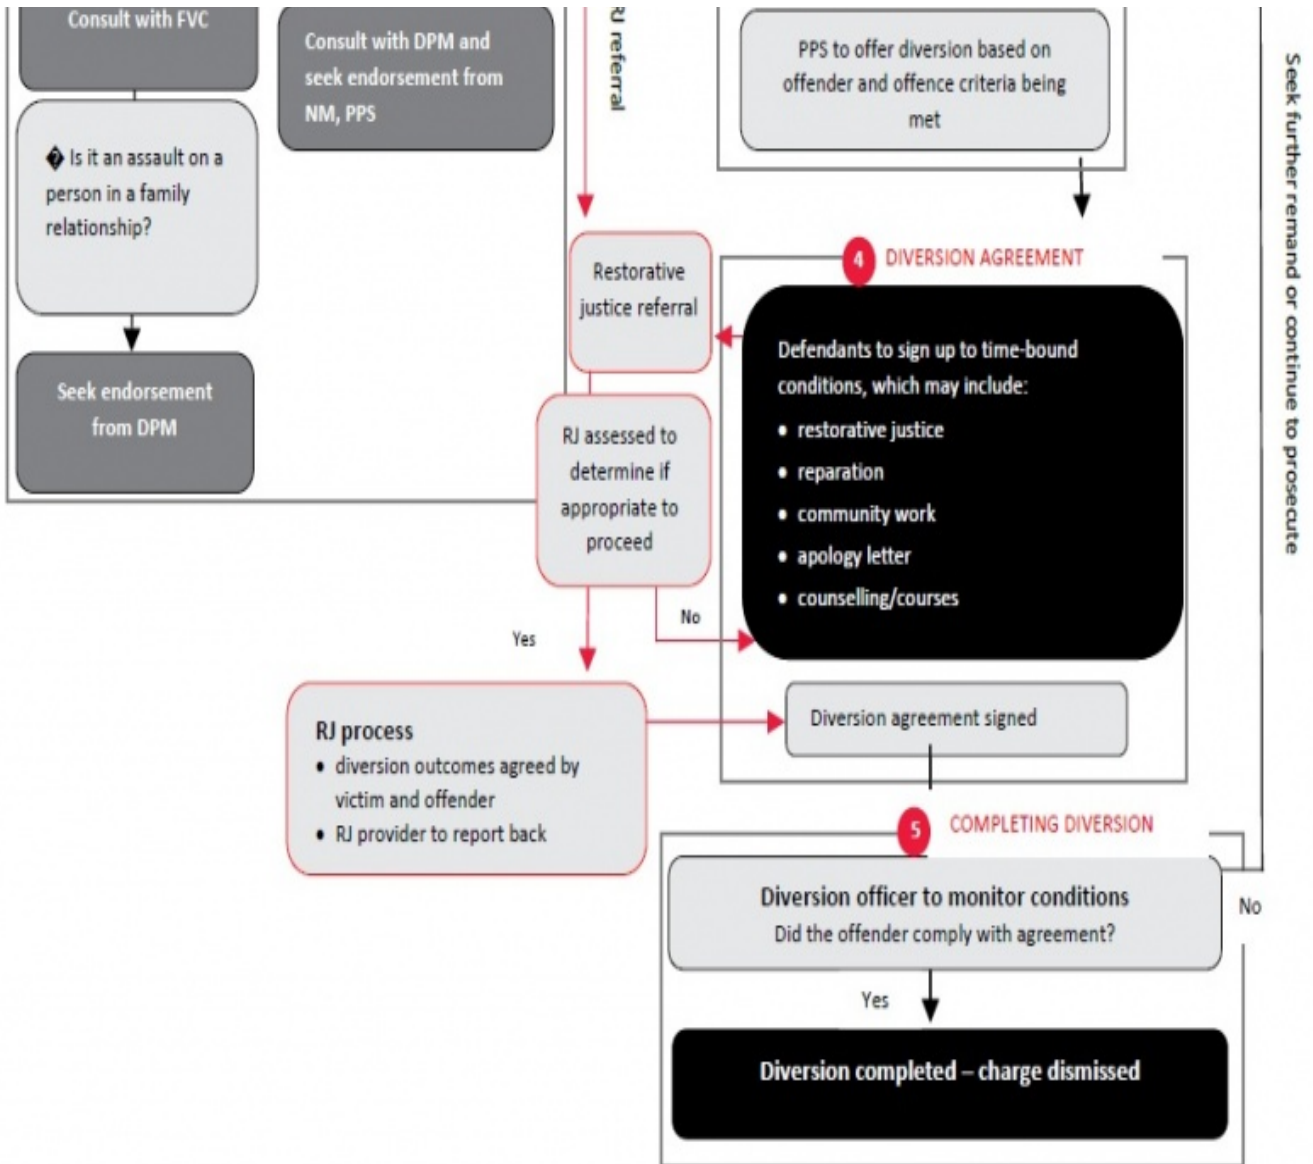 Consult with FVC
Consult with DPM and
seek endorsement from
NM, PPS
� Is it an assault on a
person in a family
relationship?
Seek endorsement
from DPM
RJ referral
PPS to offer diversion based on
offender and offence criteria being
met
Seek further remand or continue to prosecute
Restorative
justice referral
4 DIVERSION AGREEMENT
Defendants to sign up to time-bound
conditions, which may include:
• restorative justice
• reparation
• community work
• apology letter
• counselling/courses
RJ assessed to
determine if
appropriate to
proceed
No
Yes
RJ process
• diversion outcomes agreed by
victim and offender
• RJ provider to report back
Diversion agreement signed
5 COMPLETING DIVERSION
Diversion officer to monitor conditions
Did the offender comply with agreement?
No
Yes
Diversion completed – charge dismissed